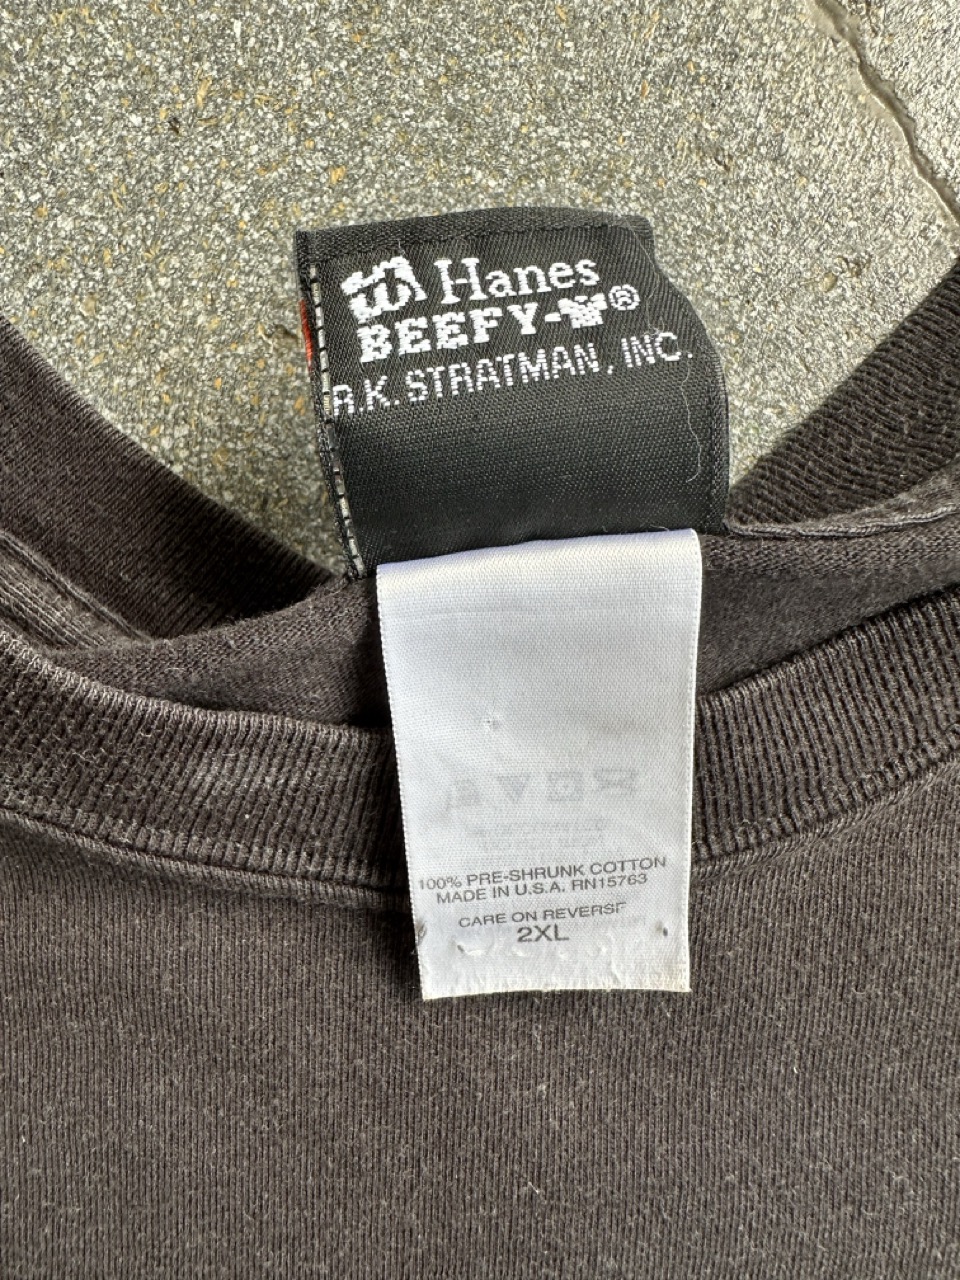 Hanes
BEEFY-T®
R.K. STRATMAN, INC.
100% PRE-SHRUNK COTTON
MADE IN U.S.A. RN15763
CARE ON REVERSE
2XL